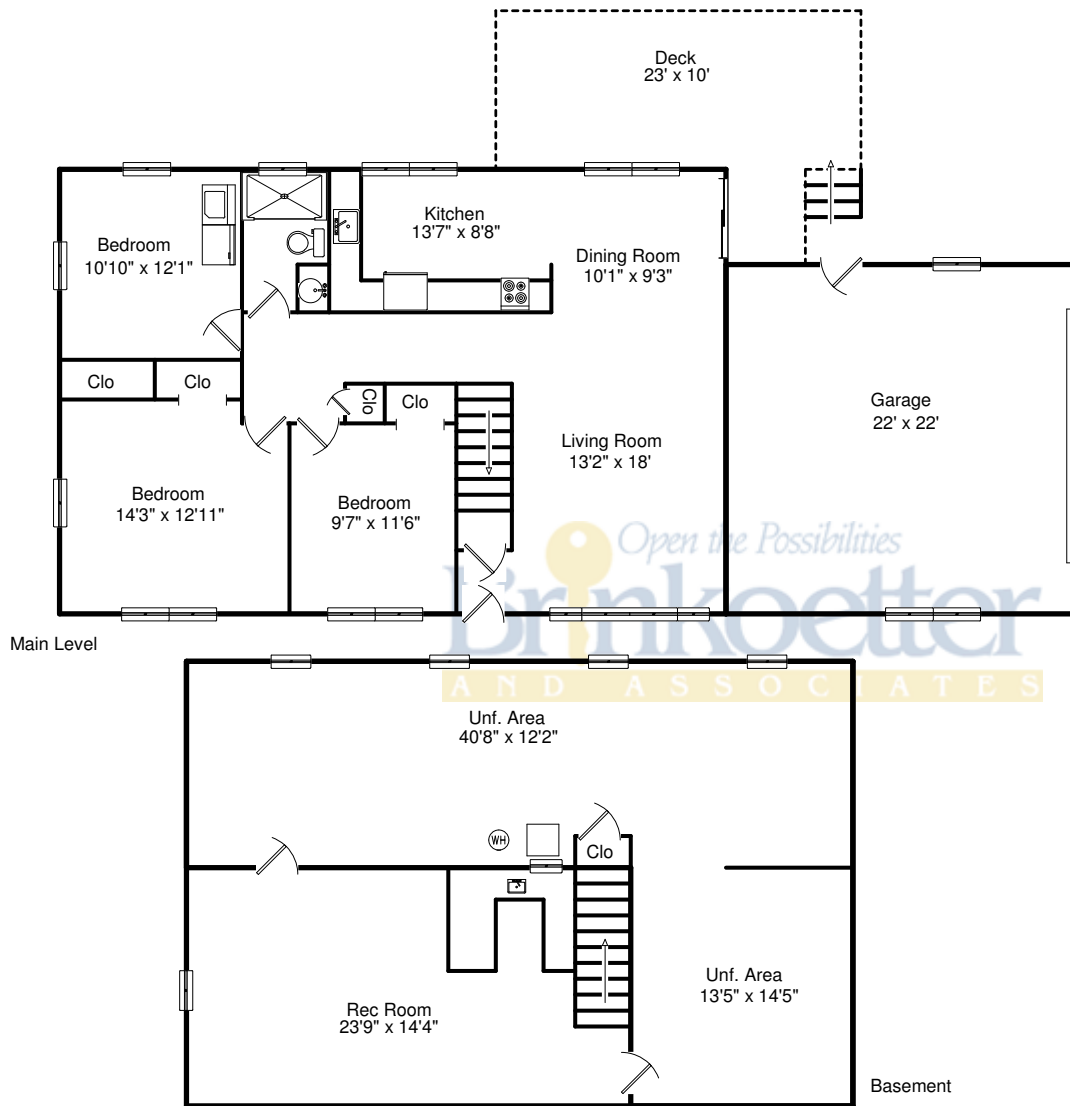 Deck
23' x 10'
Kitchen
13'7" x 8'8"
Bedroom
10'10" x 12'1"
Dining Room
10'1" x 9'3"
Clo
Clo
Clo
Clo
Garage
22' x 22'
Living Room
13'2" x 18'
Bedroom
14'3" x 12'11"
Bedroom
9'7" x 11'6"
Open the Possibilities
Brinkoetter
AND ASSOCIATES
Main Level
Unf. Area
40'8" x 12'2"
WH
Clo
Unf. Area
13'5" x 14'5"
Rec Room
23'9" x 14'4"
Basement